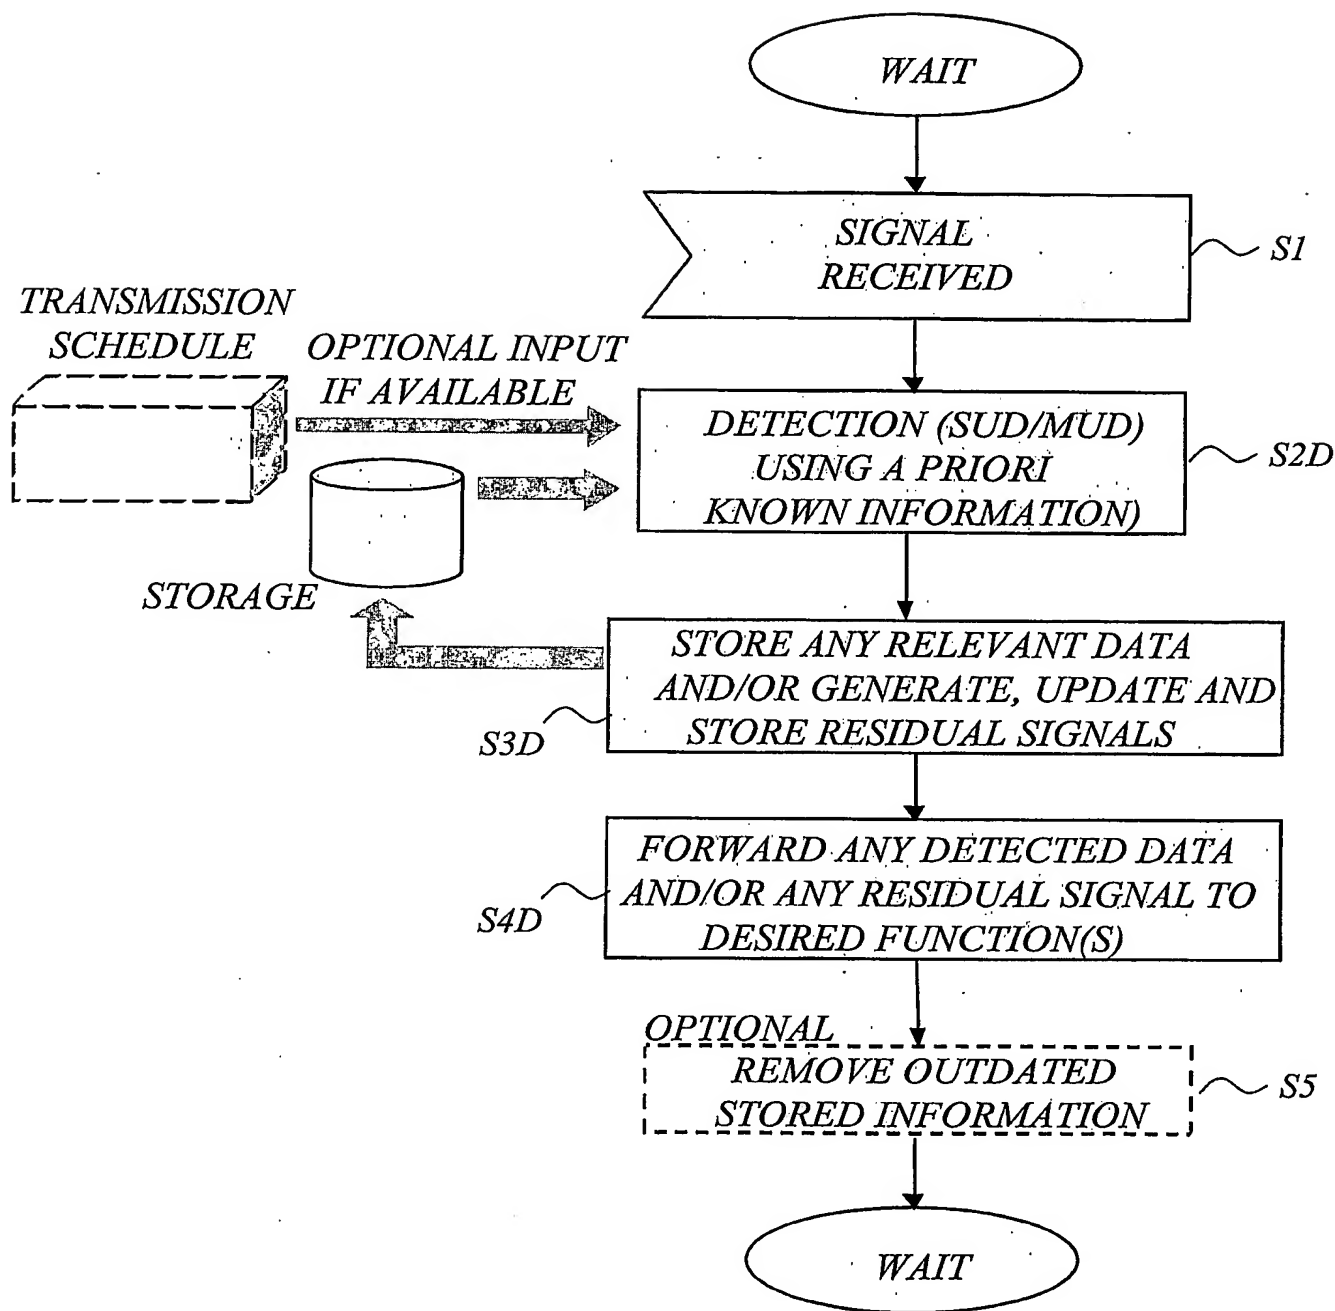 WAIT
SIGNAL
RECEIVED
S1
TRANSMISSION
SCHEDULE
OPTIONAL INPUT
IF AVAILABLE
DETECTION (SUD/MUD)
USING A PRIORI
KNOWN INFORMATION)
S2D
STORAGE
STORE ANY RELEVANT DATA
AND/OR GENERATE, UPDATE AND
STORE RESIDUAL SIGNALS
S3D
FORWARD ANY DETECTED DATA
AND/OR ANY RESIDUAL SIGNAL TO
DESIRED FUNCTION(S)
S4D
OPTIONAL
REMOVE OUTDATED
STORED INFORMATION
S5
WAIT